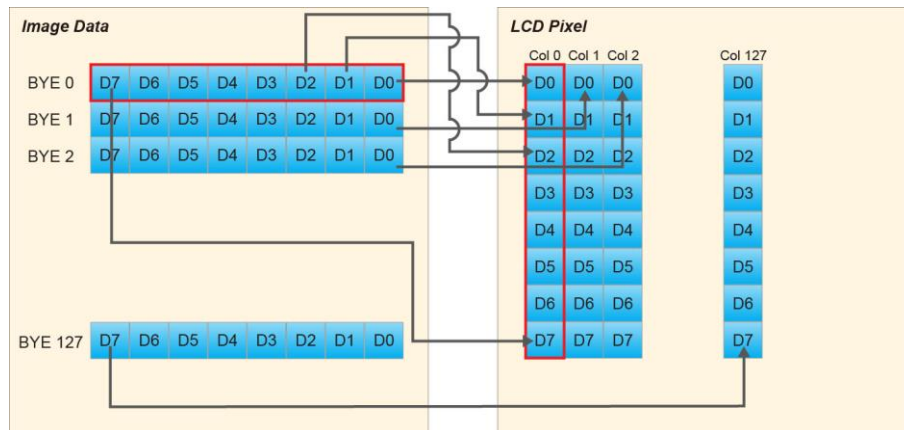 Image Data
BYE 0 D7 D6 D5 D4 D3 D2 D1 D0
BYE 1 D7 D6 D5 D4 D3 D2 D1 D0
BYE 2 D7 D6 D5 D4 D3 D2 D1 D0
BYE 127 D7 D6 D5 D4 D3 D2 D1 D0
LCD Pixel
Col 0 Col 1 Col 2 Col 127
D0 D0 D0 D0
D1 D1 D1 D1
D2 D2 D2 D2
D3 D3 D3 D3
D4 D4 D4 D4
D5 D5 D5 D5
D6 D6 D6 D6
D7 D7 D7 D7